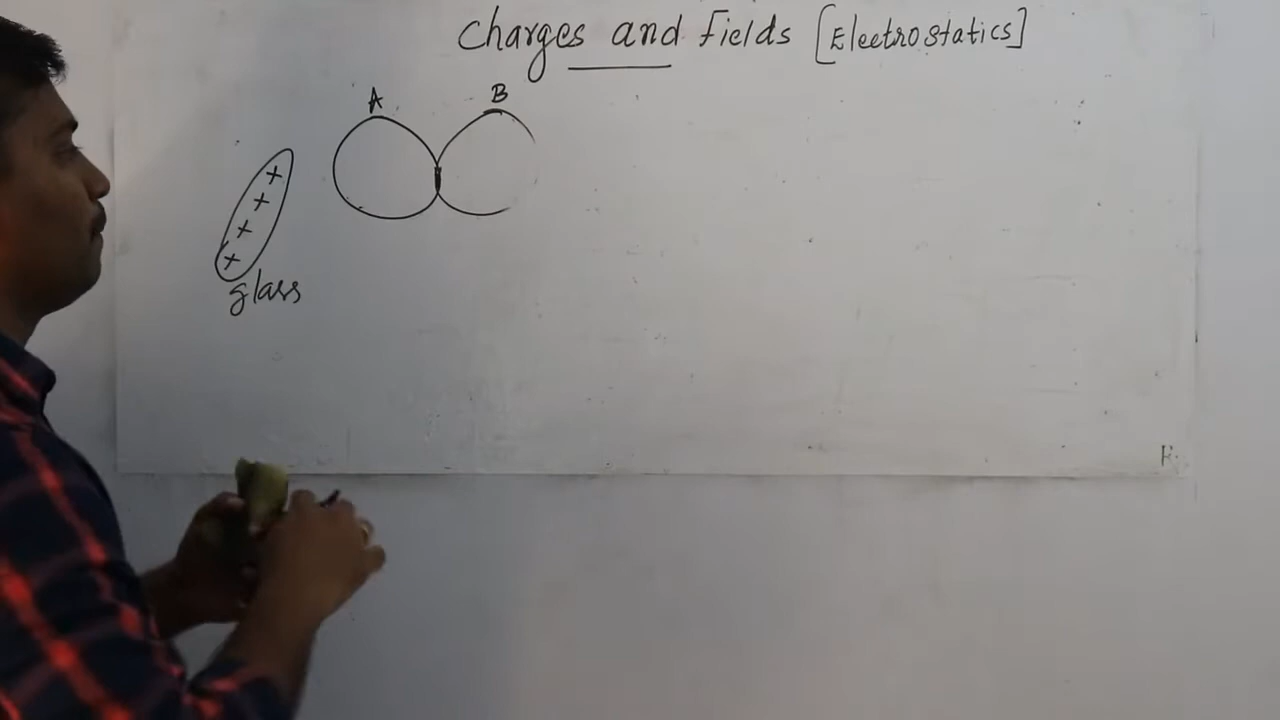 Charges and Fields [Electrostatics]
A B
+ + + +
glass